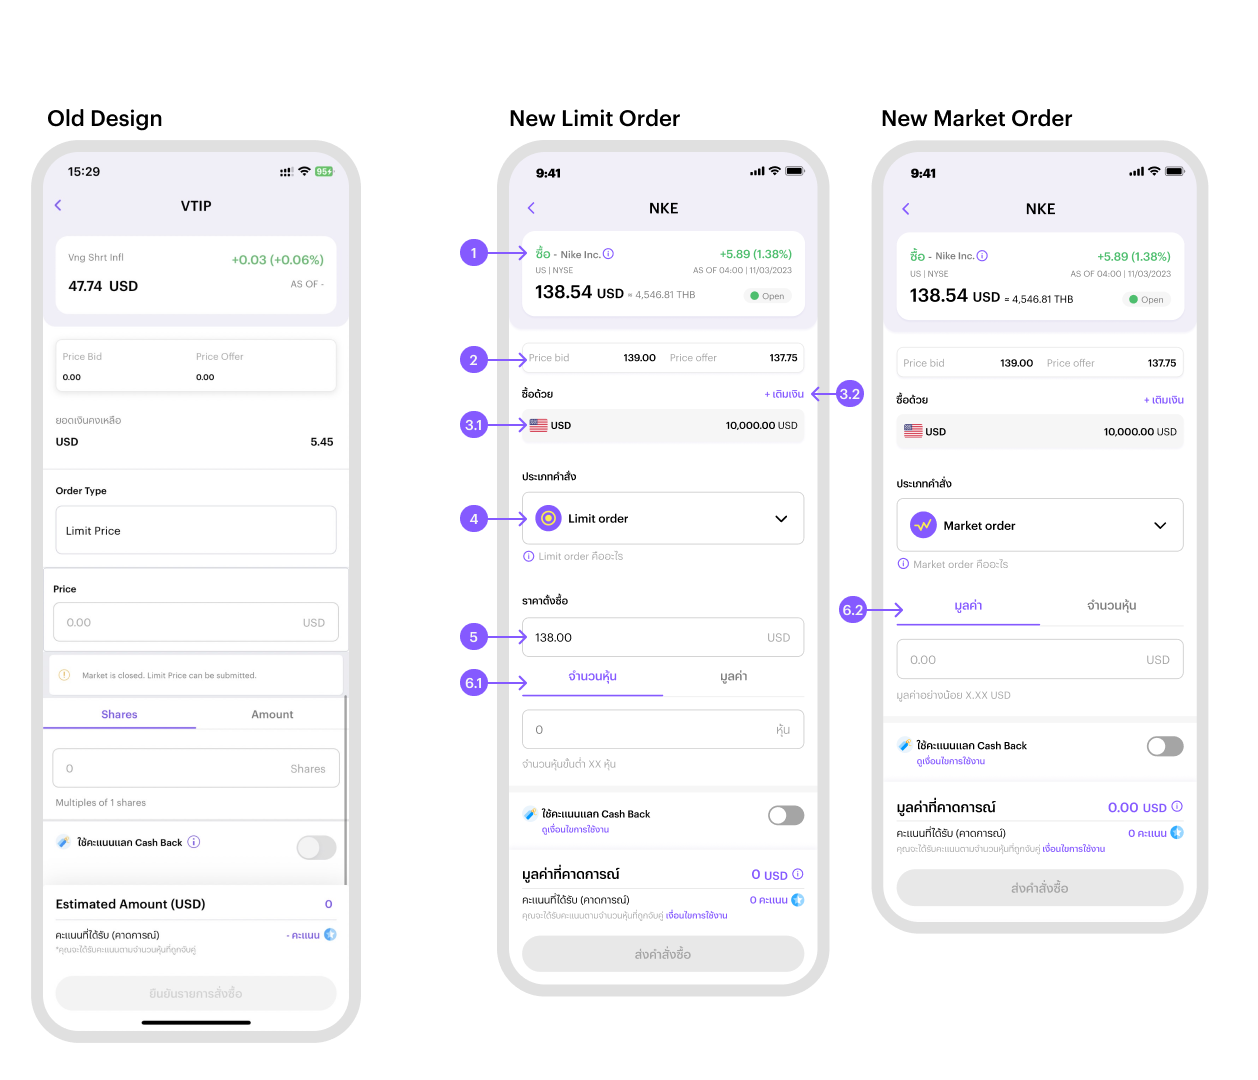 Old Design
15:29
95
VTIP
Vng Shrt Infl
+0.03 (+0.06%)
47.74 USD
AS OF -
Price Bid
Price Offer
0.00
0.00
ยอดเงินคงเหลือ
USD
5.45
Order Type
Limit Price
Price
0.00
USD
Market is closed. Limit Price can be submitted.
Shares
Amount
0
Shares
Multiples of 1 shares
ใช้คะแนนแลก Cash Back
Estimated Amount (USD)
0
คะแนนที่ได้รับ (คาดการณ์)
- คะแนน
*คุณจะได้รับคะแนนตามจำนวนหุ้นที่ถูกจับคู่
ยืนยันรายการสั่งซื้อ
New Limit Order
9:41
NKE
1
ซื้อ - Nike Inc.
+5.89 (1.38%)
US | NYSE
AS OF 04:00 | 11/03/2023
138.54 USD = 4,546.81 THB
Open
2
Price bid
139.00
Price offer
137.75
ซื้อด้วย
+ เติมเงิน
3.2
3.1
USD
10,000.00 USD
ประเภทคำสั่ง
4
Limit order
Limit order คืออะไร
ราคาตั้งซื้อ
5
138.00
USD
6.1
จำนวนหุ้น
มูลค่า
0
หุ้น
จำนวนหุ้นขั้นต่ำ XX หุ้น
ใช้คะแนนแลก Cash Back
ดูเงื่อนไขการใช้งาน
มูลค่าที่คาดการณ์
0 USD
คะแนนที่ได้รับ (คาดการณ์)
0 คะแนน
คุณจะได้รับคะแนนตามจำนวนหุ้นที่ถูกจับคู่ เงื่อนไขการใช้งาน
ส่งคำสั่งซื้อ
New Market Order
9:41
NKE
ซื้อ - Nike Inc.
+5.89 (1.38%)
US | NYSE
AS OF 04:00 | 11/03/2023
138.54 USD = 4,546.81 THB
Open
Price bid
139.00
Price offer
137.75
ซื้อด้วย
+ เติมเงิน
USD
10,000.00 USD
ประเภทคำสั่ง
Market order
Market order คืออะไร
6.2
มูลค่า
จำนวนหุ้น
0.00
USD
มูลค่าอย่างน้อย X.XX USD
ใช้คะแนนแลก Cash Back
ดูเงื่อนไขการใช้งาน
มูลค่าที่คาดการณ์
0.00 USD
คะแนนที่ได้รับ (คาดการณ์)
0 คะแนน
คุณจะได้รับคะแนนตามจำนวนหุ้นที่ถูกจับคู่ เงื่อนไขการใช้งาน
ส่งคำสั่งซื้อ